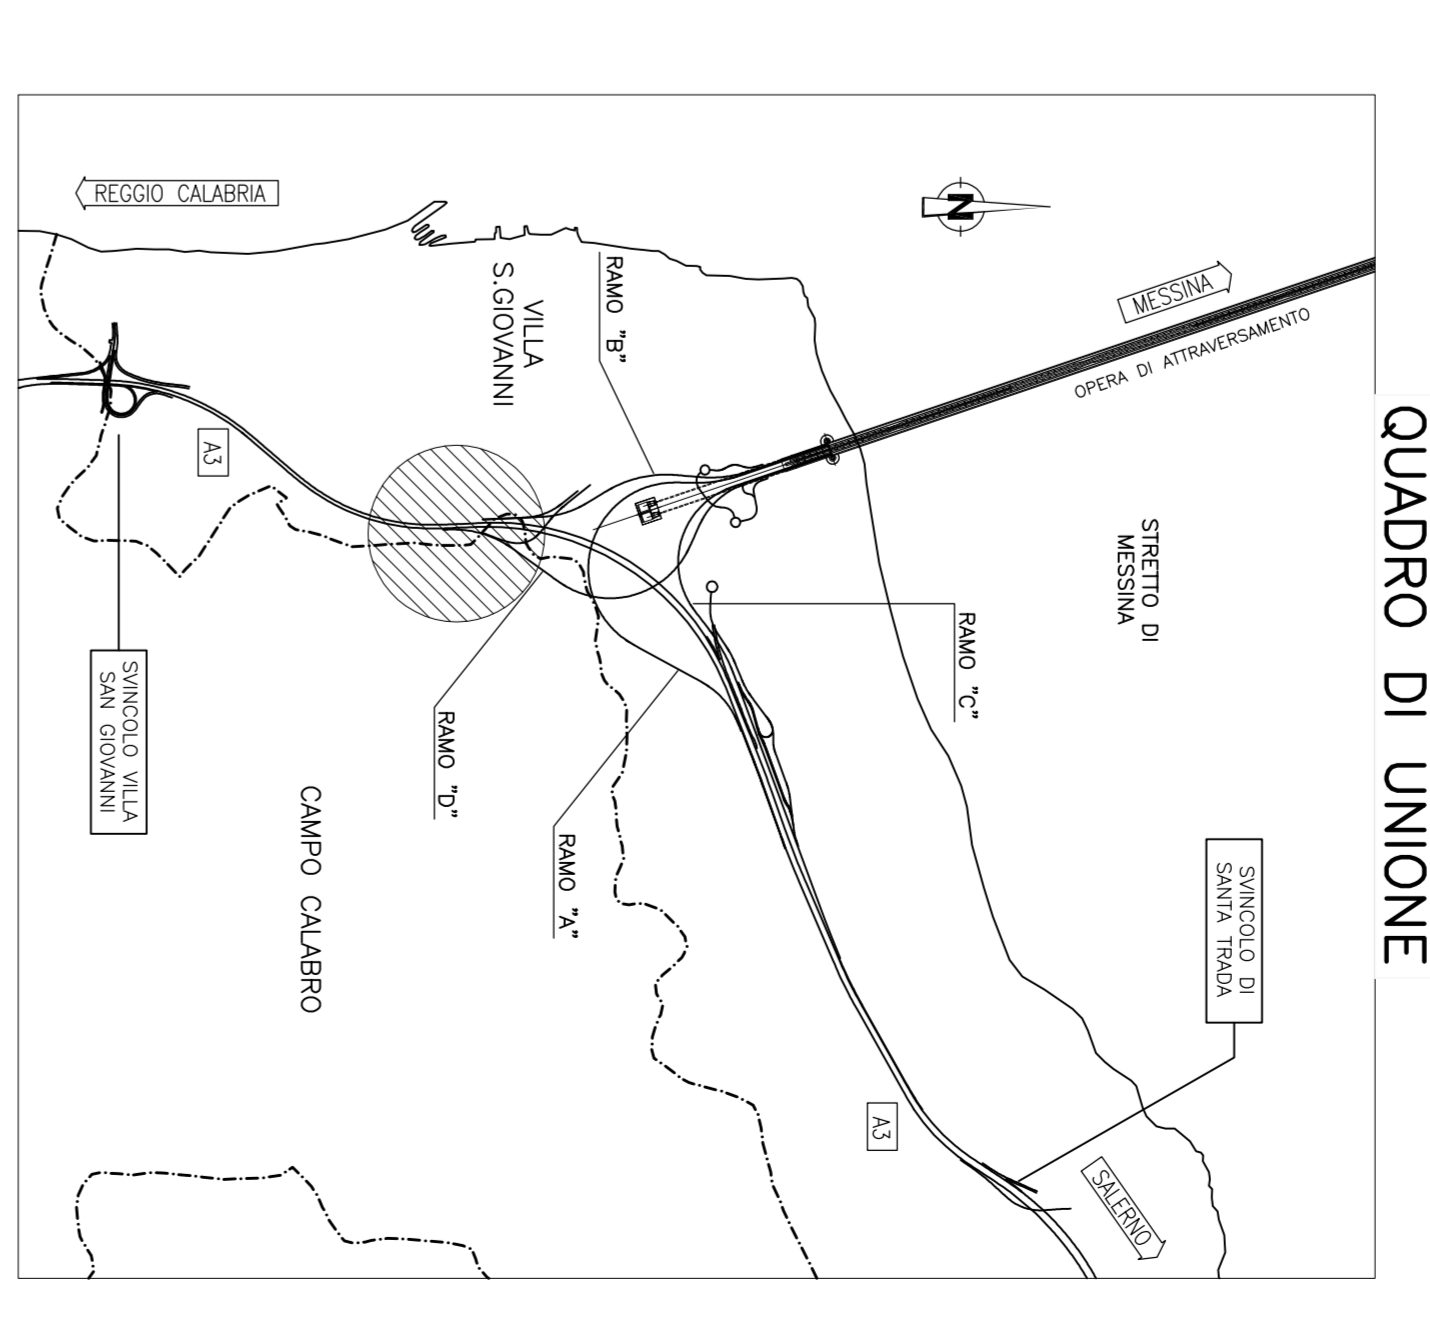 QUADRO DI UNIONE
REGGIO CALABRIA
N
MESSINA
OPERA DI ATTRAVERSAMENTO
STRETTO DI
MESSINA
VILLA
S.GIOVANNI
RAMO "B"
RAMO "C"
A3
SVINCOLO VILLA
SAN GIOVANNI
RAMO "D"
RAMO "A"
CAMPO CALABRO
SVINCOLO DI
SANTA TRADA
A3
SALERNO